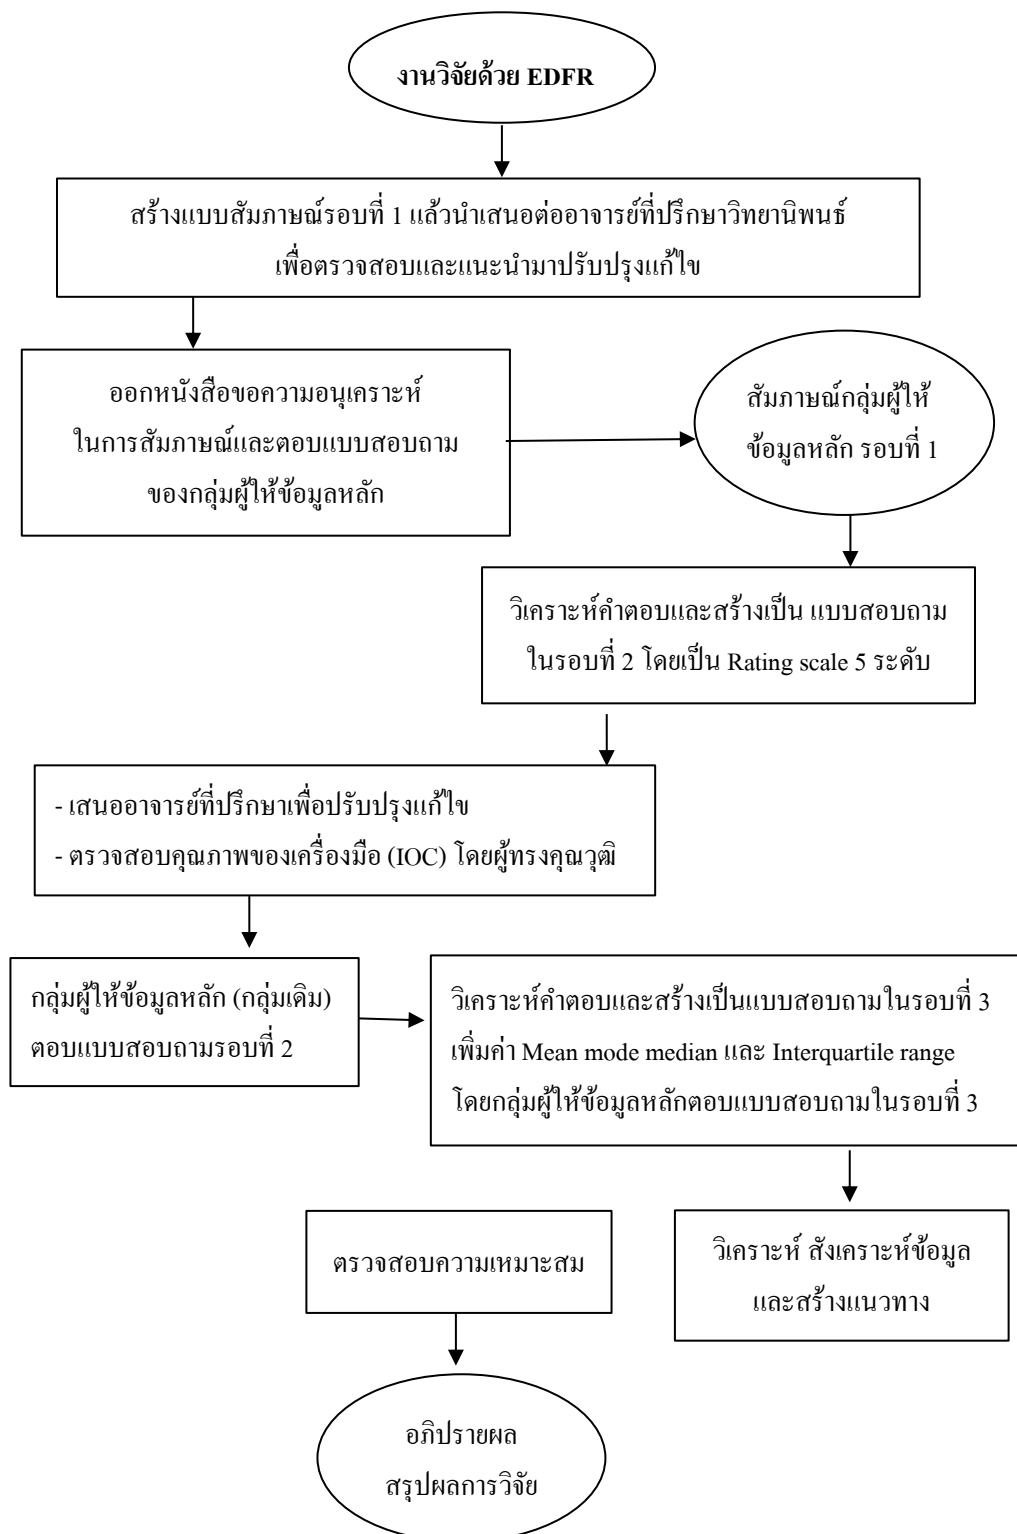 งานวิจัยด้วย EDFR
สร้างแบบสัมภาษณ์รอบที่ 1 แล้วนำเสนอต่ออาจารย์ที่ปรึกษาวิทยานิพนธ์
เพื่อตรวจสอบและแนะนำมาปรับปรุงแก้ไข
ออกหนังสือขอความอนุเคราะห์
ในการสัมภาษณ์และตอบแบบสอบถาม
ของกลุ่มผู้ให้ข้อมูลหลัก
สัมภาษณ์กลุ่มผู้ให้
ข้อมูลหลัก รอบที่ 1
วิเคราะห์คำตอบและสร้างเป็น แบบสอบถาม
ในรอบที่ 2 โดยเป็น Rating scale 5 ระดับ
- เสนออาจารย์ที่ปรึกษาเพื่อปรับปรุงแก้ไข
- ตรวจสอบคุณภาพของเครื่องมือ (IOC) โดยผู้ทรงคุณวุฒิ
กลุ่มผู้ให้ข้อมูลหลัก (กลุ่มเดิม)
ตอบแบบสอบถามรอบที่ 2
วิเคราะห์คำตอบและสร้างเป็นแบบสอบถามในรอบที่ 3
เพิ่มค่า Mean mode median และ Interquartile range
โดยกลุ่มผู้ให้ข้อมูลหลักตอบแบบสอบถามในรอบที่ 3
วิเคราะห์ สังเคราะห์ข้อมูล
และสร้างแนวทาง
ตรวจสอบความเหมาะสม
อภิปรายผล
สรุปผลการวิจัย